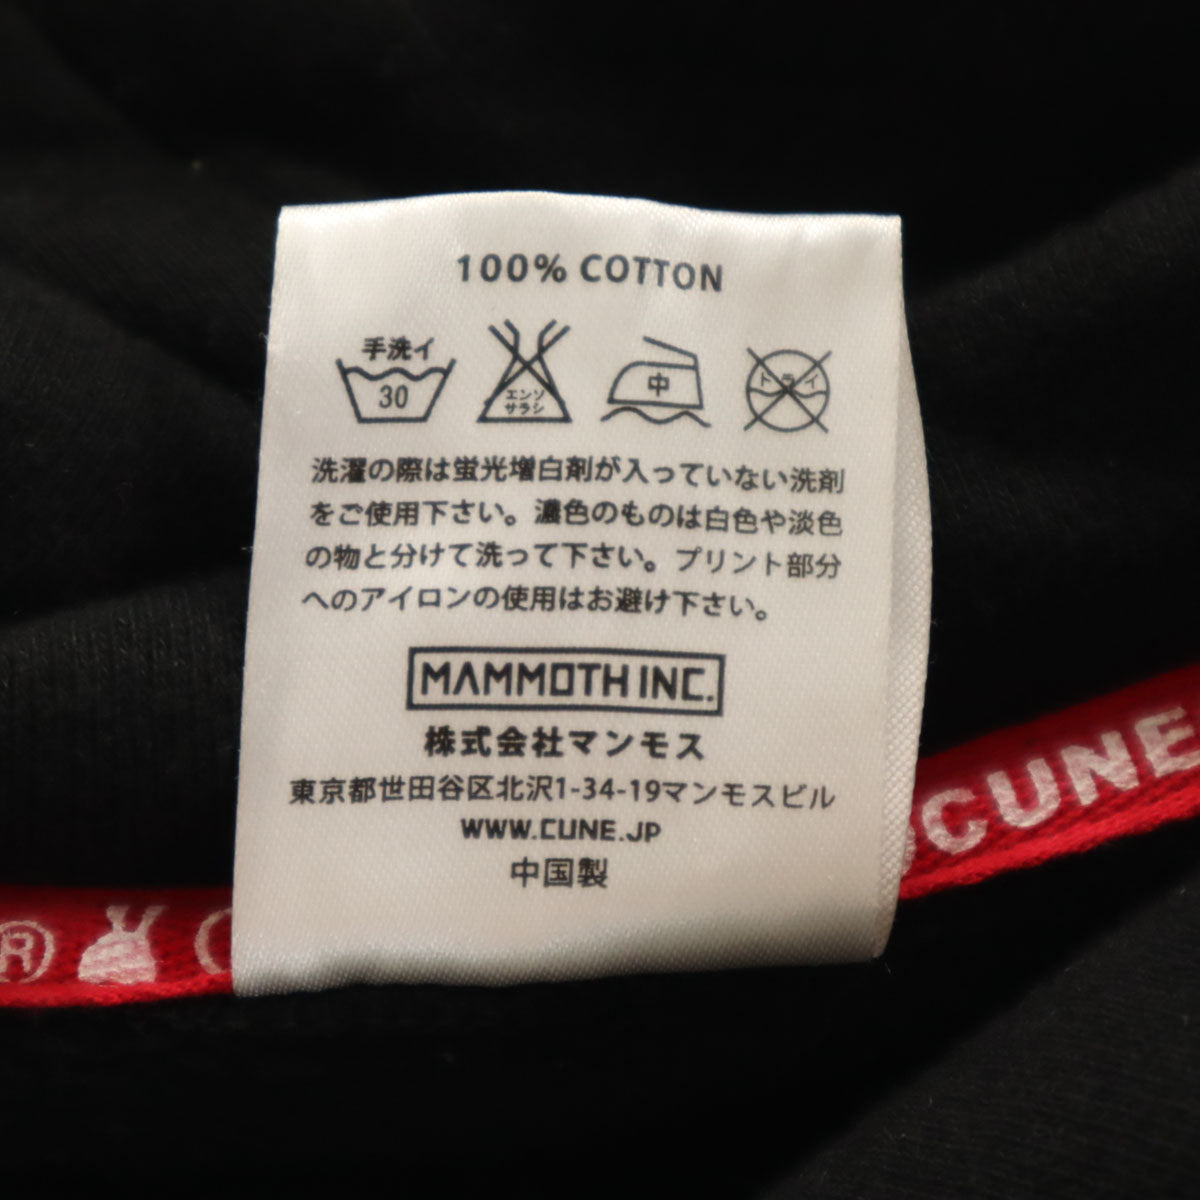 100% COTTON
手洗イ
30
エンソ
サラシ
中
ドライ
洗濯の際は蛍光増白剤が入っていない洗剤
をご使用下さい。濃色のものは白色や淡色
の物と分けて洗って下さい。プリント部分
へのアイロンの使用はお避け下さい。
MAMMOTH INC.
株式会社マンモス
東京都世田谷区北沢1-34-19マンモスビル
WWW.CUNE.JP
中国製
CUNE
®